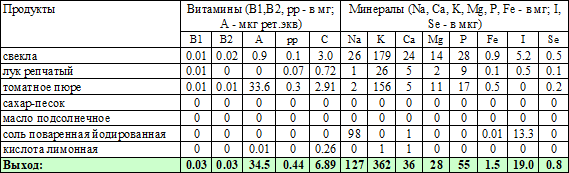 Продукты Витамины (B1,B2, pp - в мг; Минералы (Na, Ca, K, Mg, P, Fe - в мг; I,
A - мкг рет.экв) Se - в мкг)
B1 B2 A pp C Na K Ca Mg P Fe I Se
свекла 0.01 0.02 0.9 0.1 3.0 26 179 24 14 28 0.9 5.2 0.5
лук репчатый 0.01 0 0 0.07 0.72 1 26 5 2 9 0.1 0.5 0.1
томатное пюре 0.01 0.01 33.6 0.3 2.91 2 156 5 11 17 0.5 0 0.2
сахар-песок 0 0 0 0 0 0 0 0 0 0 0 0 0
масло подсолнечное 0 0 0 0 0 0 0 0 0 0 0 0 0
соль поваренная йодированная 0 0 0 0 0 98 0 1 0 0 0.01 13.3 0
кислота лимонная 0 0 0.01 0 0.26 0 1 1 0 0 0 0 0
Выход: 0.03 0.03 34.5 0.44 6.89 127 362 36 28 55 1.5 19.0 0.8